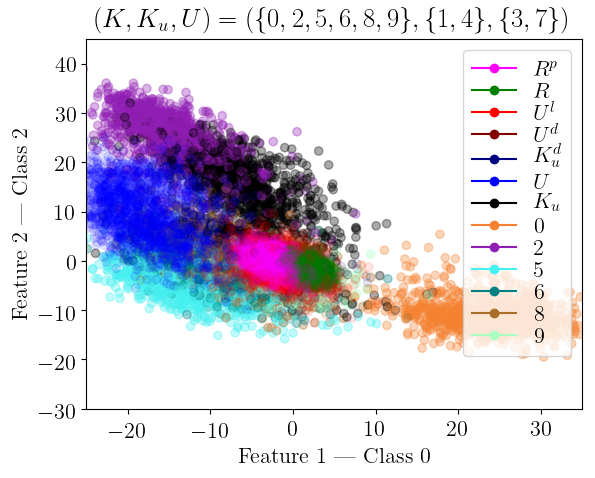 (K, K_u, U) = ({0, 2, 5, 6, 8, 9}, {1, 4}, {3, 7})
40
30
20
10
0
−10
−20
−30
Feature 2 — Class 2
R^p
R
U^l
U^d
K_u^d
U
K_u
0
2
5
6
8
9
−20
−10
0
10
20
30
Feature 1 — Class 0